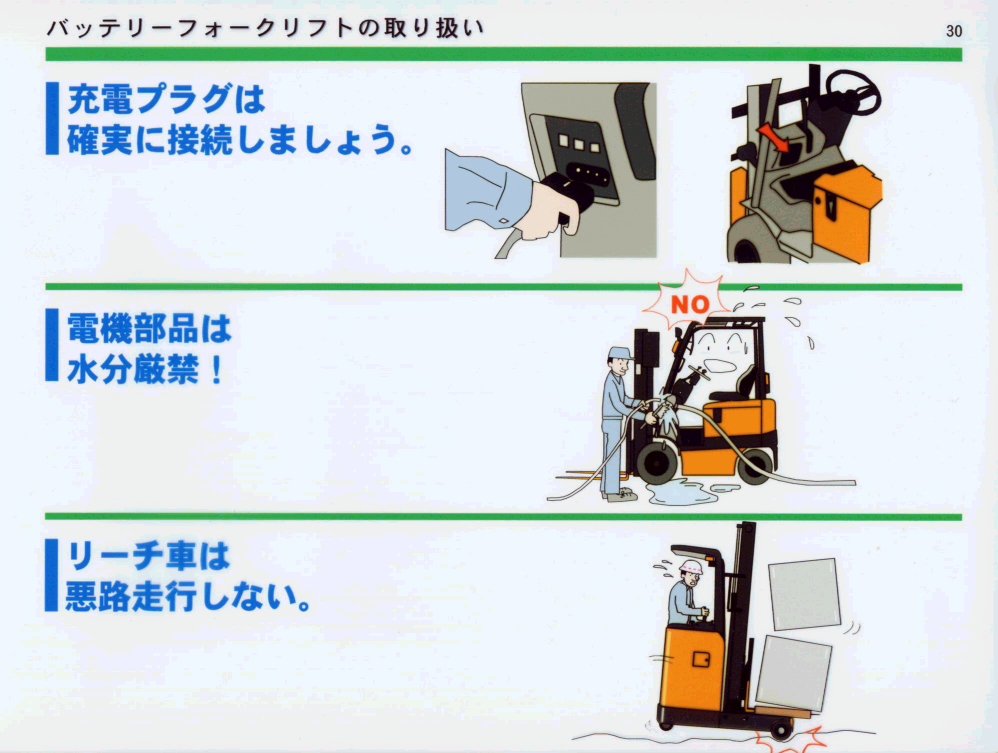 バッテリーフォークリフトの取り扱い
30
充電プラグは
確実に接続しましょう。
電機部品は
水分厳禁！
NO
リーチ車は
悪路走行しない。